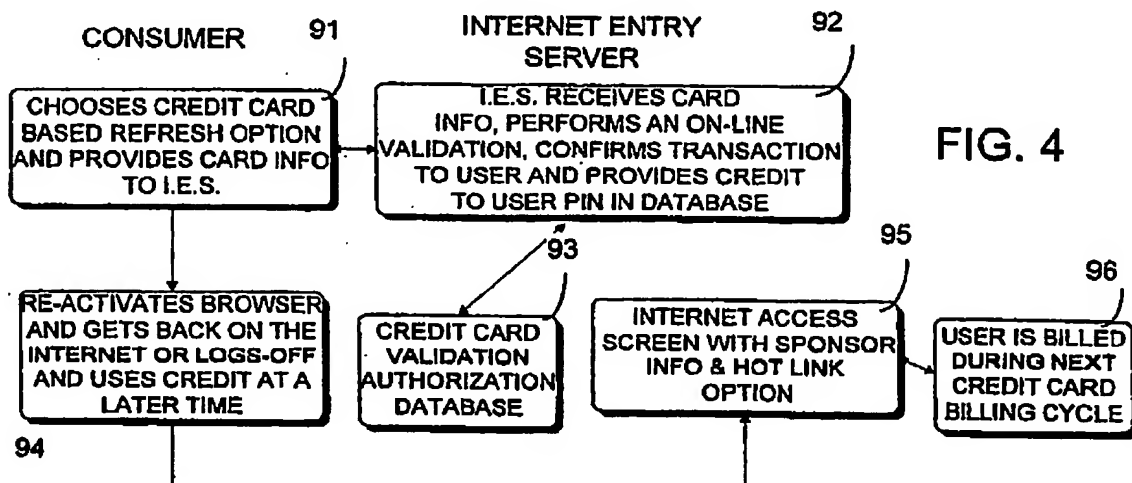 CONSUMER
91
CHOOSES CREDIT CARD
BASED REFRESH OPTION
AND PROVIDES CARD INFO
TO I.E.S.
INTERNET ENTRY
SERVER
92
I.E.S. RECEIVES CARD
INFO, PERFORMS AN ON-LINE
VALIDATION, CONFIRMS TRANSACTION
TO USER AND PROVIDES CREDIT
TO USER PIN IN DATABASE
FIG. 4
RE-ACTIVATES BROWSER
AND GETS BACK ON THE
INTERNET OR LOGS-OFF
AND USES CREDIT AT A
LATER TIME
94
93
CREDIT CARD
VALIDATION
AUTHORIZATION
DATABASE
95
INTERNET ACCESS
SCREEN WITH SPONSOR
INFO & HOT LINK
OPTION
96
USER IS BILLED
DURING NEXT
CREDIT CARD
BILLING CYCLE